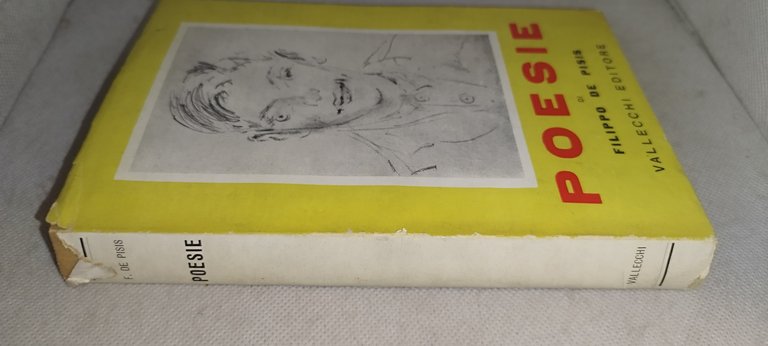 POESIE
DI
FILIPPO DE PISIS
VALLECCHI EDITORE
F. DE PISIS
POESIE
VALLECCHI